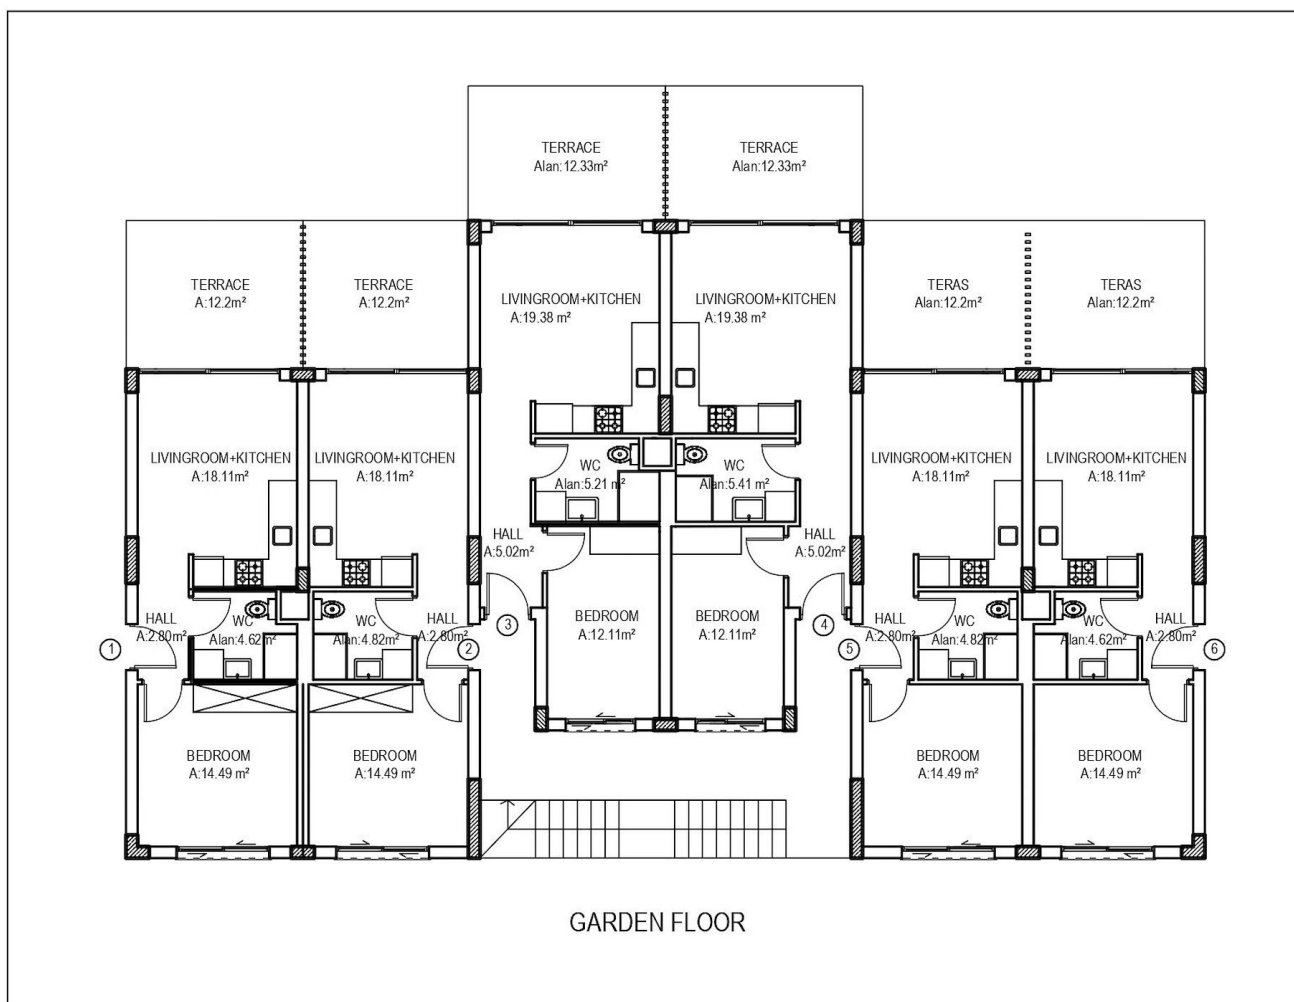 TERRACE
Alan:12.33m²
TERRACE
Alan:12.33m²
TERRACE
A:12.2m²
TERRACE
A:12.2m²
LIVINGROOM+KITCHEN
A:19.38 m²
LIVINGROOM+KITCHEN
A:19.38 m²
TERAS
Alan:12.2m²
TERAS
Alan:12.2m²
LIVINGROOM+KITCHEN
A:18.11m²
LIVINGROOM+KITCHEN
A:18.11m²
WC
Alan:5.21 m²
WC
Alan:5.41 m²
LIVINGROOM+KITCHEN
A:18.11m²
LIVINGROOM+KITCHEN
A:18.11m²
HALL
A:5.02m²
HALL
A:5.02m²
1
HALL
A:2.80m²
WC
Alan:4.62m²
WC
Alan:4.82m²
HALL
A:2.80m²
2
3
BEDROOM
A:12.11m²
BEDROOM
A:12.11m²
4
5
HALL
A:2.80m²
WC
Alan:4.82m²
WC
Alan:4.62m²
HALL
A:2.80m²
6
BEDROOM
A:14.49 m²
BEDROOM
A:14.49 m²
BEDROOM
A:14.49 m²
BEDROOM
A:14.49 m²
GARDEN FLOOR